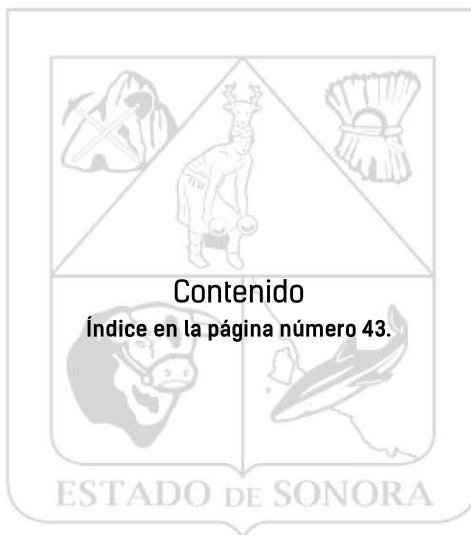 Contenido
Índice en la página número 43.
ESTADO DE SONORA